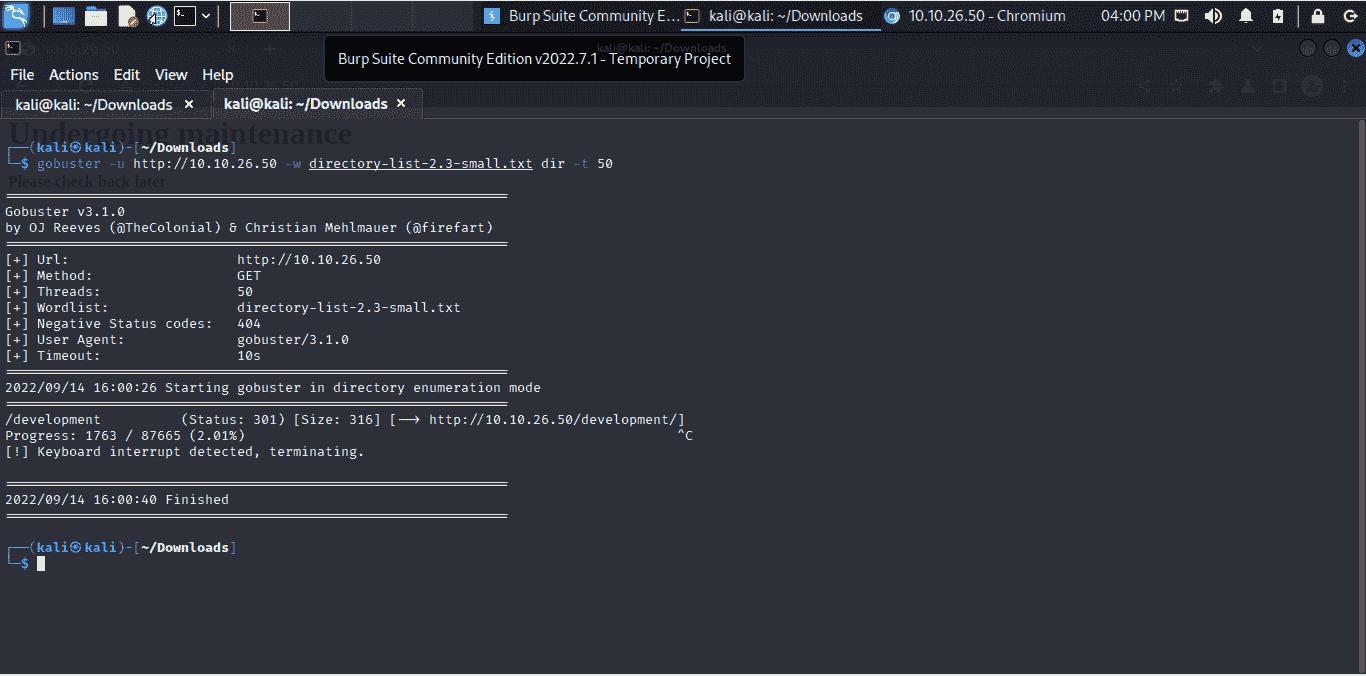 Burp Suite Community E... kali@kali: ~/Downloads 10.10.26.50 - Chromium 04:00 PM
10.10.26.50
kali@kali: ~/Downloads
Burp Suite Community Edition v2022.7.1 - Temporary Project
File Actions Edit View Help
kali@kali: ~/Downloads × kali@kali: ~/Downloads ×
Undergoing maintenance
┌──(kali㉿kali)-[~/Downloads]
└─$ gobuster -u http://10.10.26.50 -w directory-list-2.3-small.txt dir -t 50
Please check back later
===============================================================
Gobuster v3.1.0
by OJ Reeves (@TheColonial) & Christian Mehlmauer (@firefart)
===============================================================
[+] Url: http://10.10.26.50
[+] Method: GET
[+] Threads: 50
[+] Wordlist: directory-list-2.3-small.txt
[+] Negative Status codes: 404
[+] User Agent: gobuster/3.1.0
[+] Timeout: 10s
===============================================================
2022/09/14 16:00:26 Starting gobuster in directory enumeration mode
===============================================================
/development (Status: 301) [Size: 316] [--> http://10.10.26.50/development/]
Progress: 1763 / 87665 (2.01%) ^C
[!] Keyboard interrupt detected, terminating.
===============================================================
2022/09/14 16:00:40 Finished
===============================================================
┌──(kali㉿kali)-[~/Downloads]
└─$